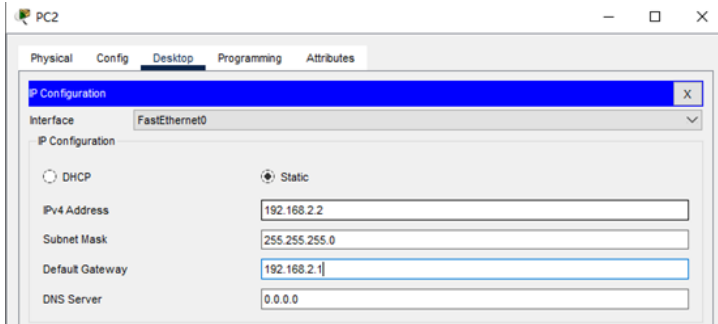 PC2
Physical Config Desktop Programming Attributes
IP Configuration X
Interface FastEthernet0
IP Configuration
DHCP Static
IPv4 Address 192.168.2.2
Subnet Mask 255.255.255.0
Default Gateway 192.168.2.1
DNS Server 0.0.0.0